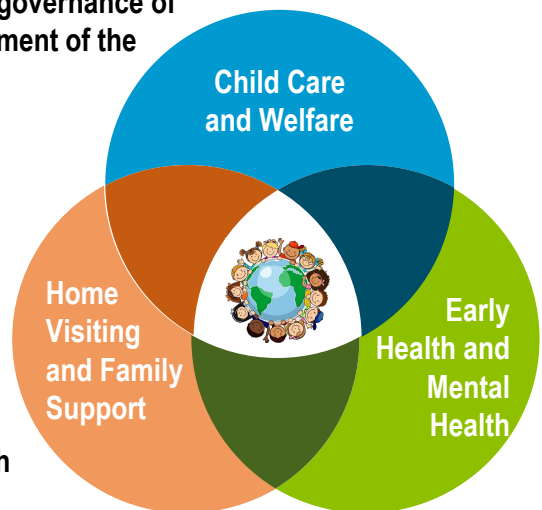 governance of
ment of the
Child Care
and Welfare
Home
Visiting
and Family
Support
Early
Health and
Mental
Health
h